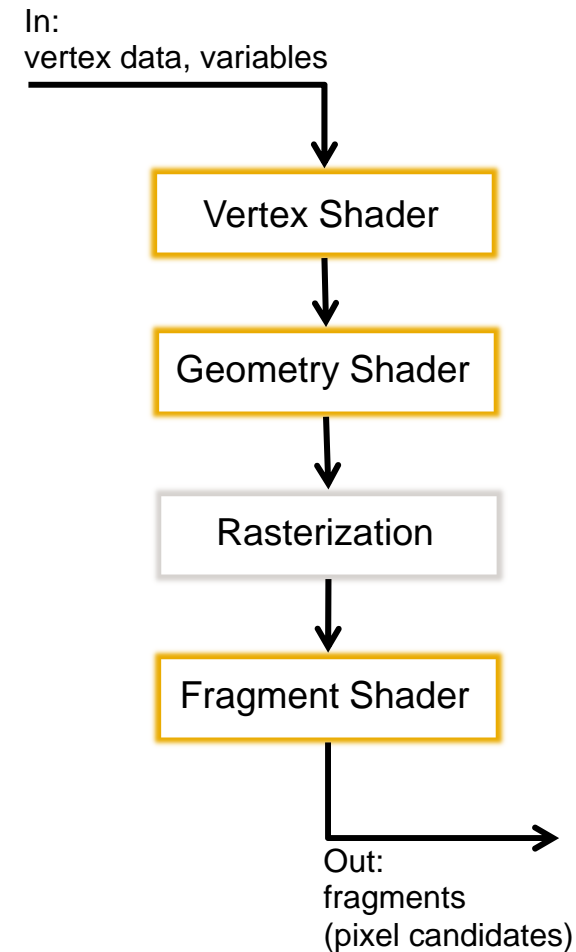 In:
vertex data, variables
Vertex Shader
Geometry Shader
Rasterization
Fragment Shader
Out:
fragments
(pixel candidates)